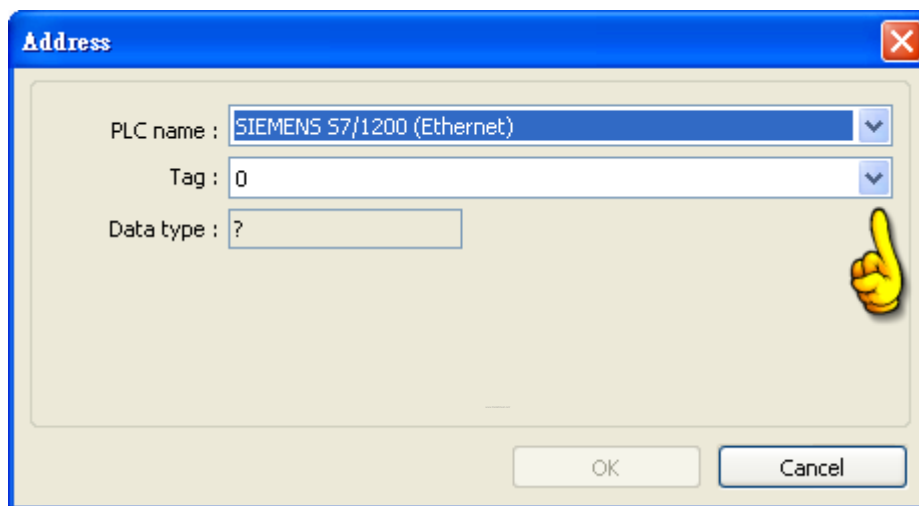 Address
PLC name : SIEMENS S7/1200 (Ethernet)
Tag : 0
Data type : ?
OK Cancel